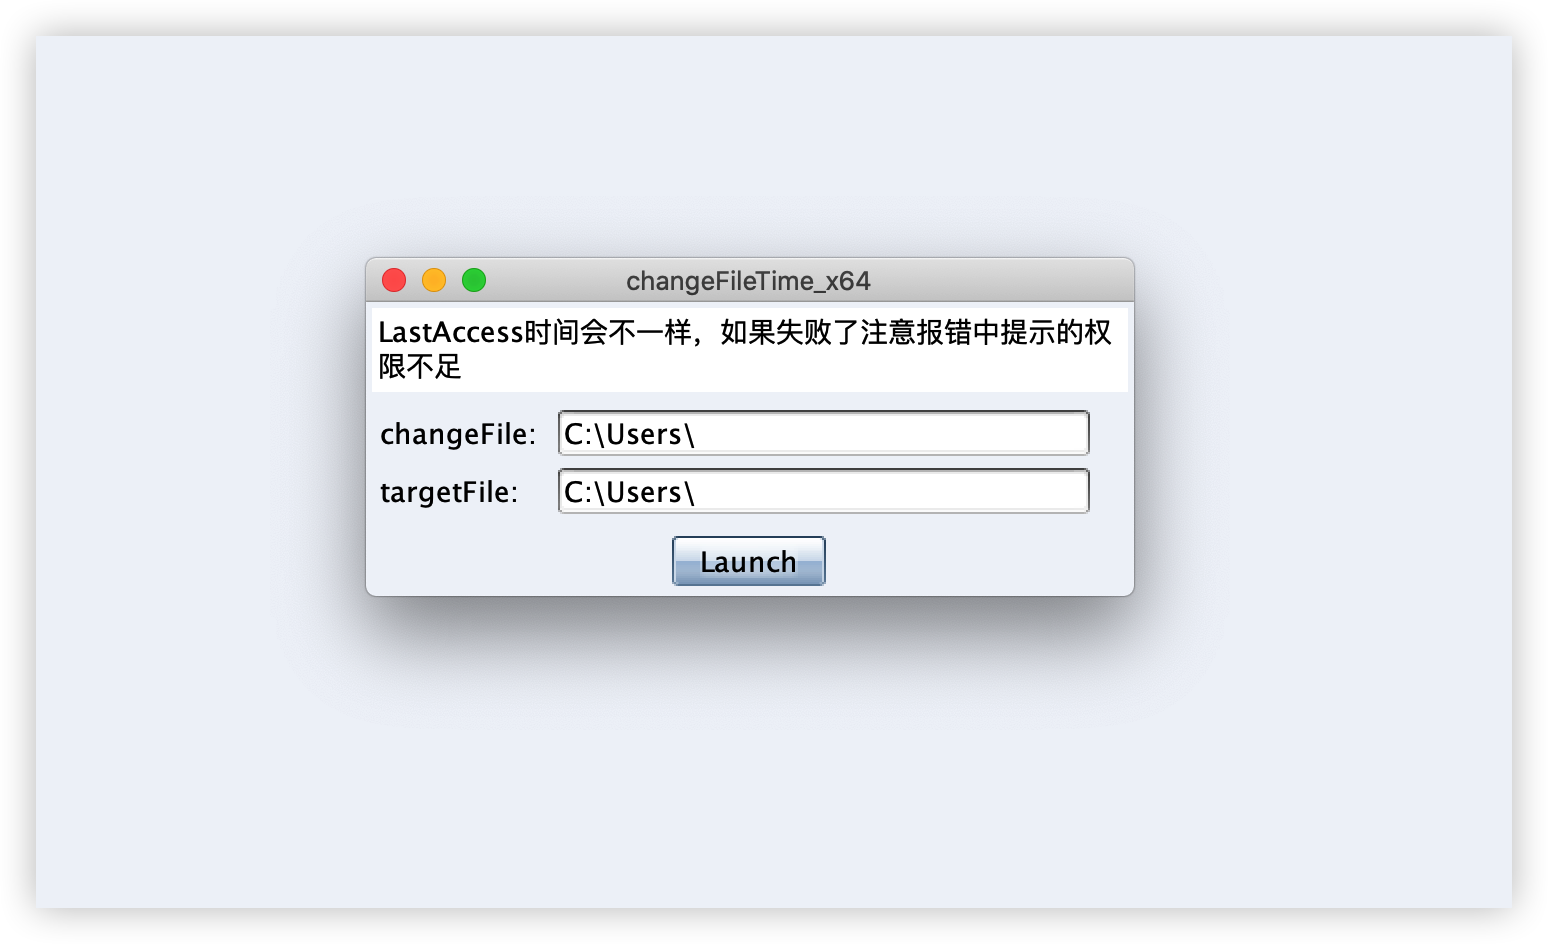 changeFileTime_x64
LastAccess时间会不一样，如果失败了注意报错中提示的权
限不足
changeFile: C:\Users\
targetFile: C:\Users\
Launch